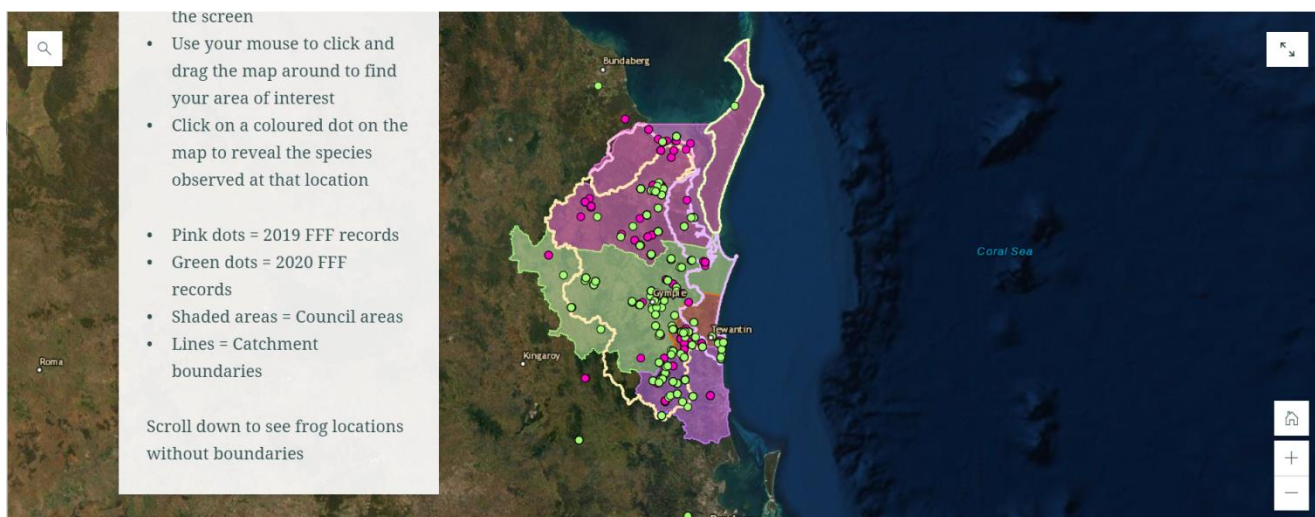 the screen
• Use your mouse to click and
drag the map around to find
your area of interest
• Click on a coloured dot on the
map to reveal the species
observed at that location
• Pink dots = 2019 FFF records
• Green dots = 2020 FFF
records
• Shaded areas = Council areas
• Lines = Catchment
boundaries
Scroll down to see frog locations
without boundaries
Bundaberg
Coral Sea
Gympie
Tewantin
Kingaroy
Roma